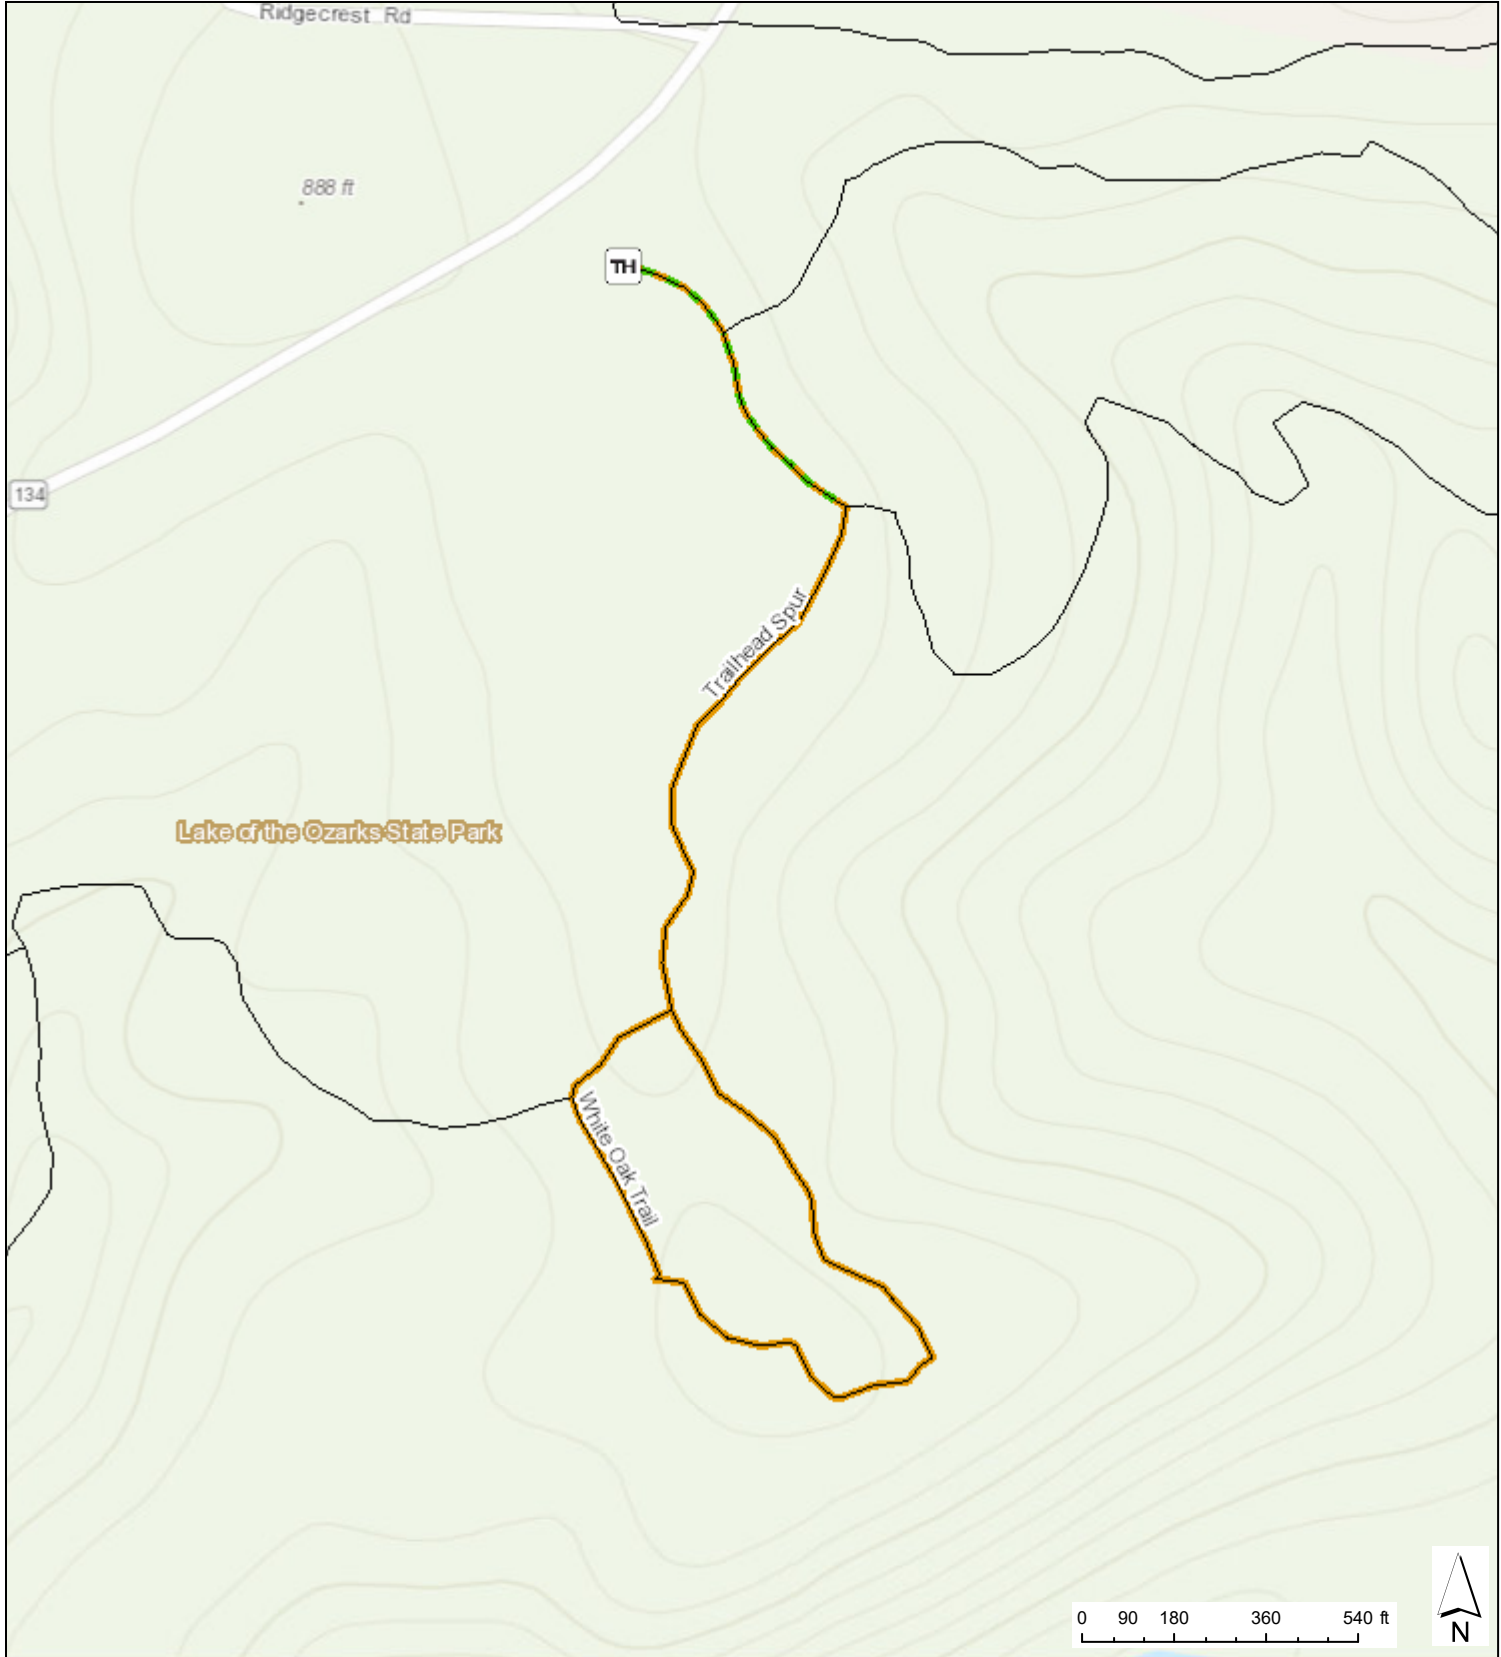 Ridgecrest Rd
888 ft
TH
134
Trailhead Spur
Lake of the Ozarks State Park
White Oak Trail
0 90 180 360 540 ft
N